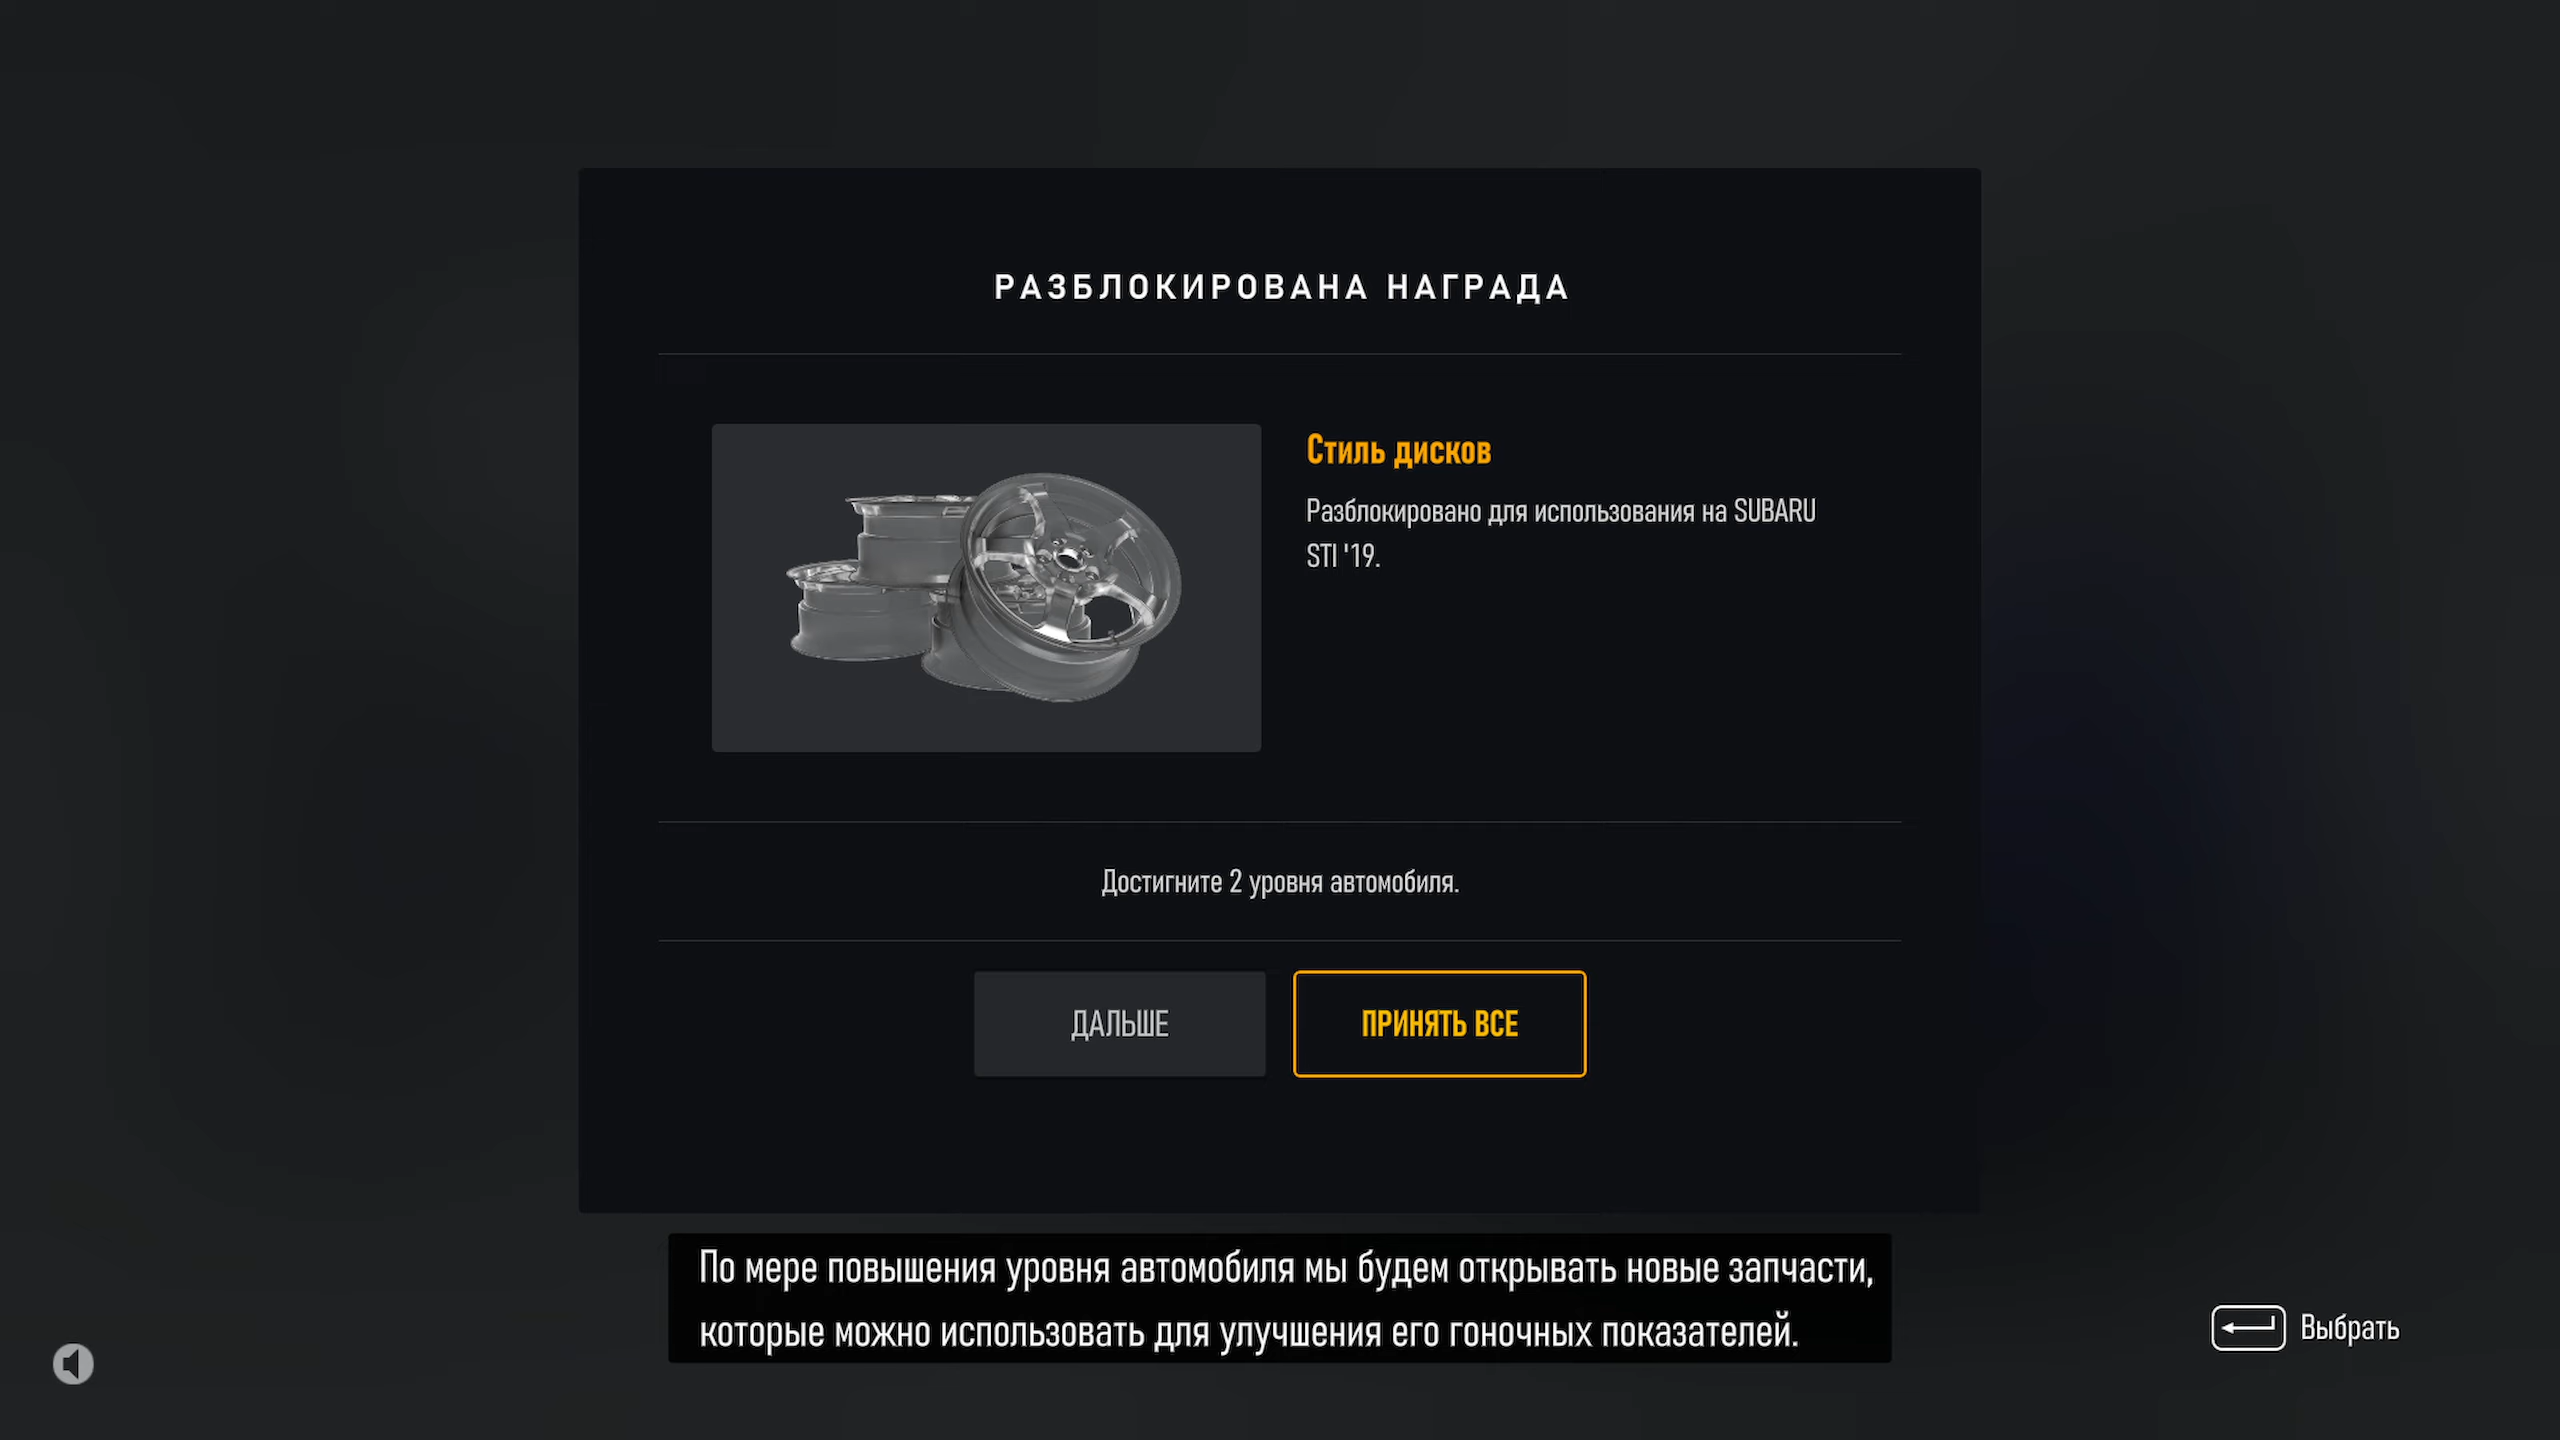 РАЗБЛОКИРОВАНА НАГРАДА
Стиль дисков
Разблокировано для использования на SUBARU
STI '19.
Достигните 2 уровня автомобиля.
ДАЛЬШЕ
ПРИНЯТЬ ВСЕ
По мере повышения уровня автомобиля мы будем открывать новые запчасти,
которые можно использовать для улучшения его гоночных показателей.
Выбрать